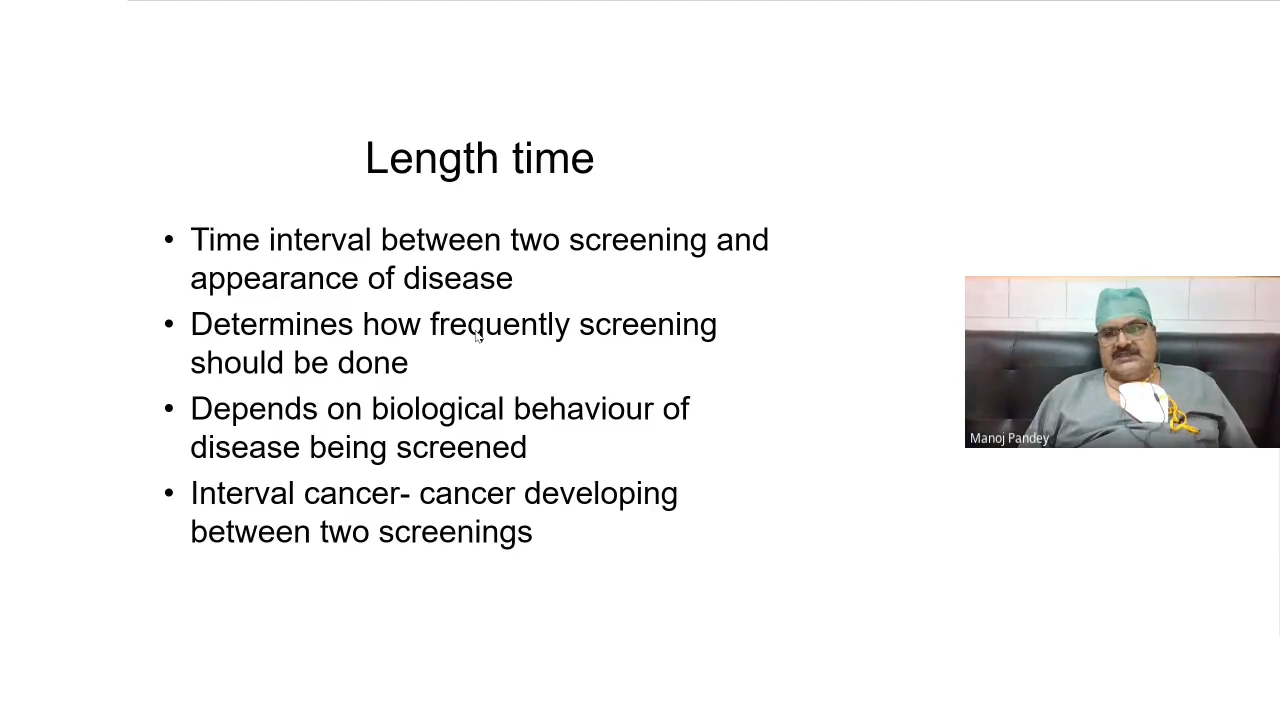 Length time
• Time interval between two screening and
appearance of disease
• Determines how frequently screening
should be done
• Depends on biological behaviour of
disease being screened
• Interval cancer- cancer developing
between two screenings
Manoj Pandey